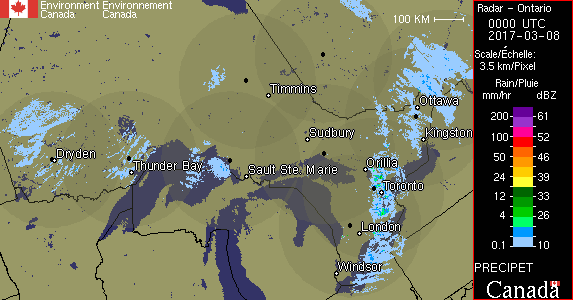 Environment Environnement
Canada Canada
100 KM
Timmins
Ottawa
Sudbury
Kingston
Dryden
Thunder Bay
Sault Ste. Marie
Orillia
Toronto
London
Windsor
Radar - Ontario
0000 UTC
2017-03-08
Scale/Échelle:
3.5 km/Pixel
Rain/Pluie
mm/hr dBZ
200 61
100 52
50 46
24 39
12 33
4 26
0.1 10
PRECIPET
Canada